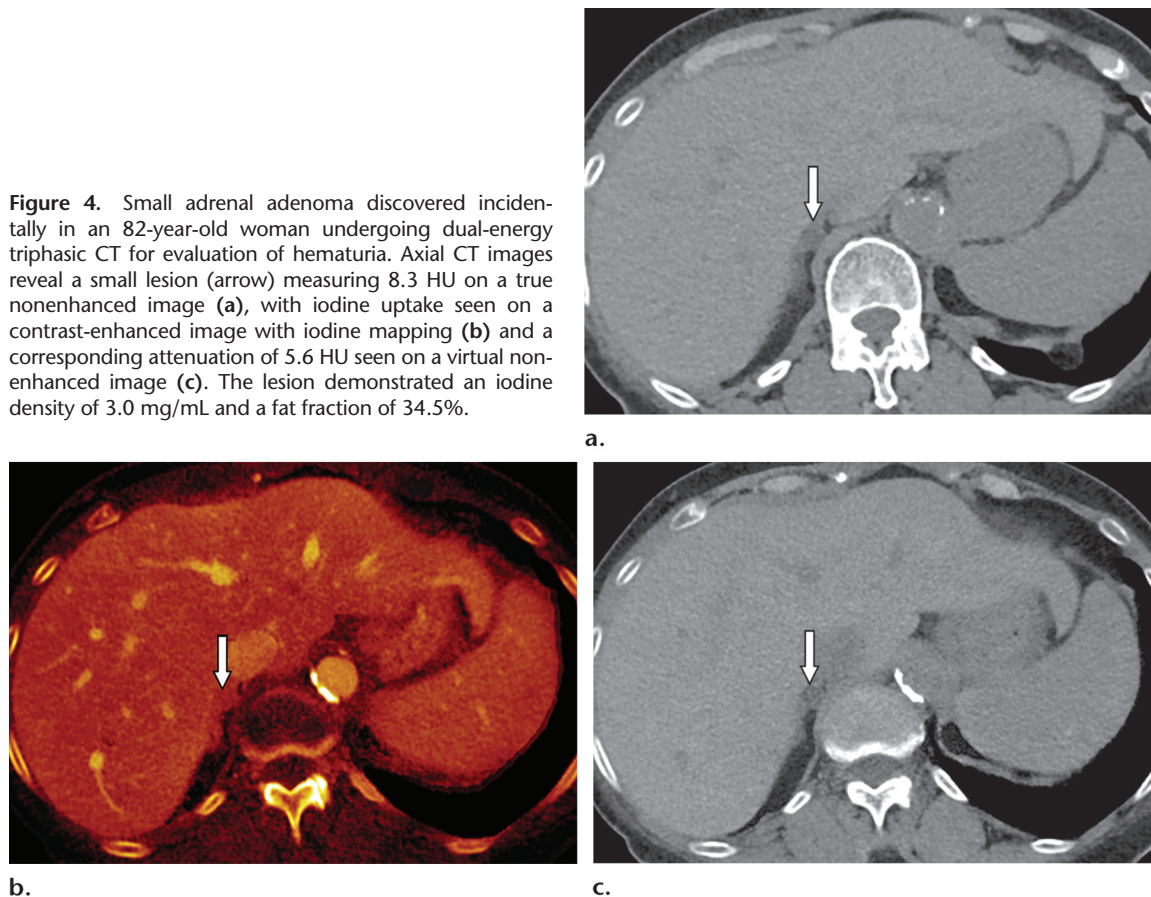 Figure 4. Small adrenal adenoma discovered inciden-
tally in an 82-year-old woman undergoing dual-energy
triphasic CT for evaluation of hematuria. Axial CT images
reveal a small lesion (arrow) measuring 8.3 HU on a true
nonenhanced image (a), with iodine uptake seen on a
contrast-enhanced image with iodine mapping (b) and a
corresponding attenuation of 5.6 HU seen on a virtual non-
enhanced image (c). The lesion demonstrated an iodine
density of 3.0 mg/mL and a fat fraction of 34.5%.
a.
b.
c.